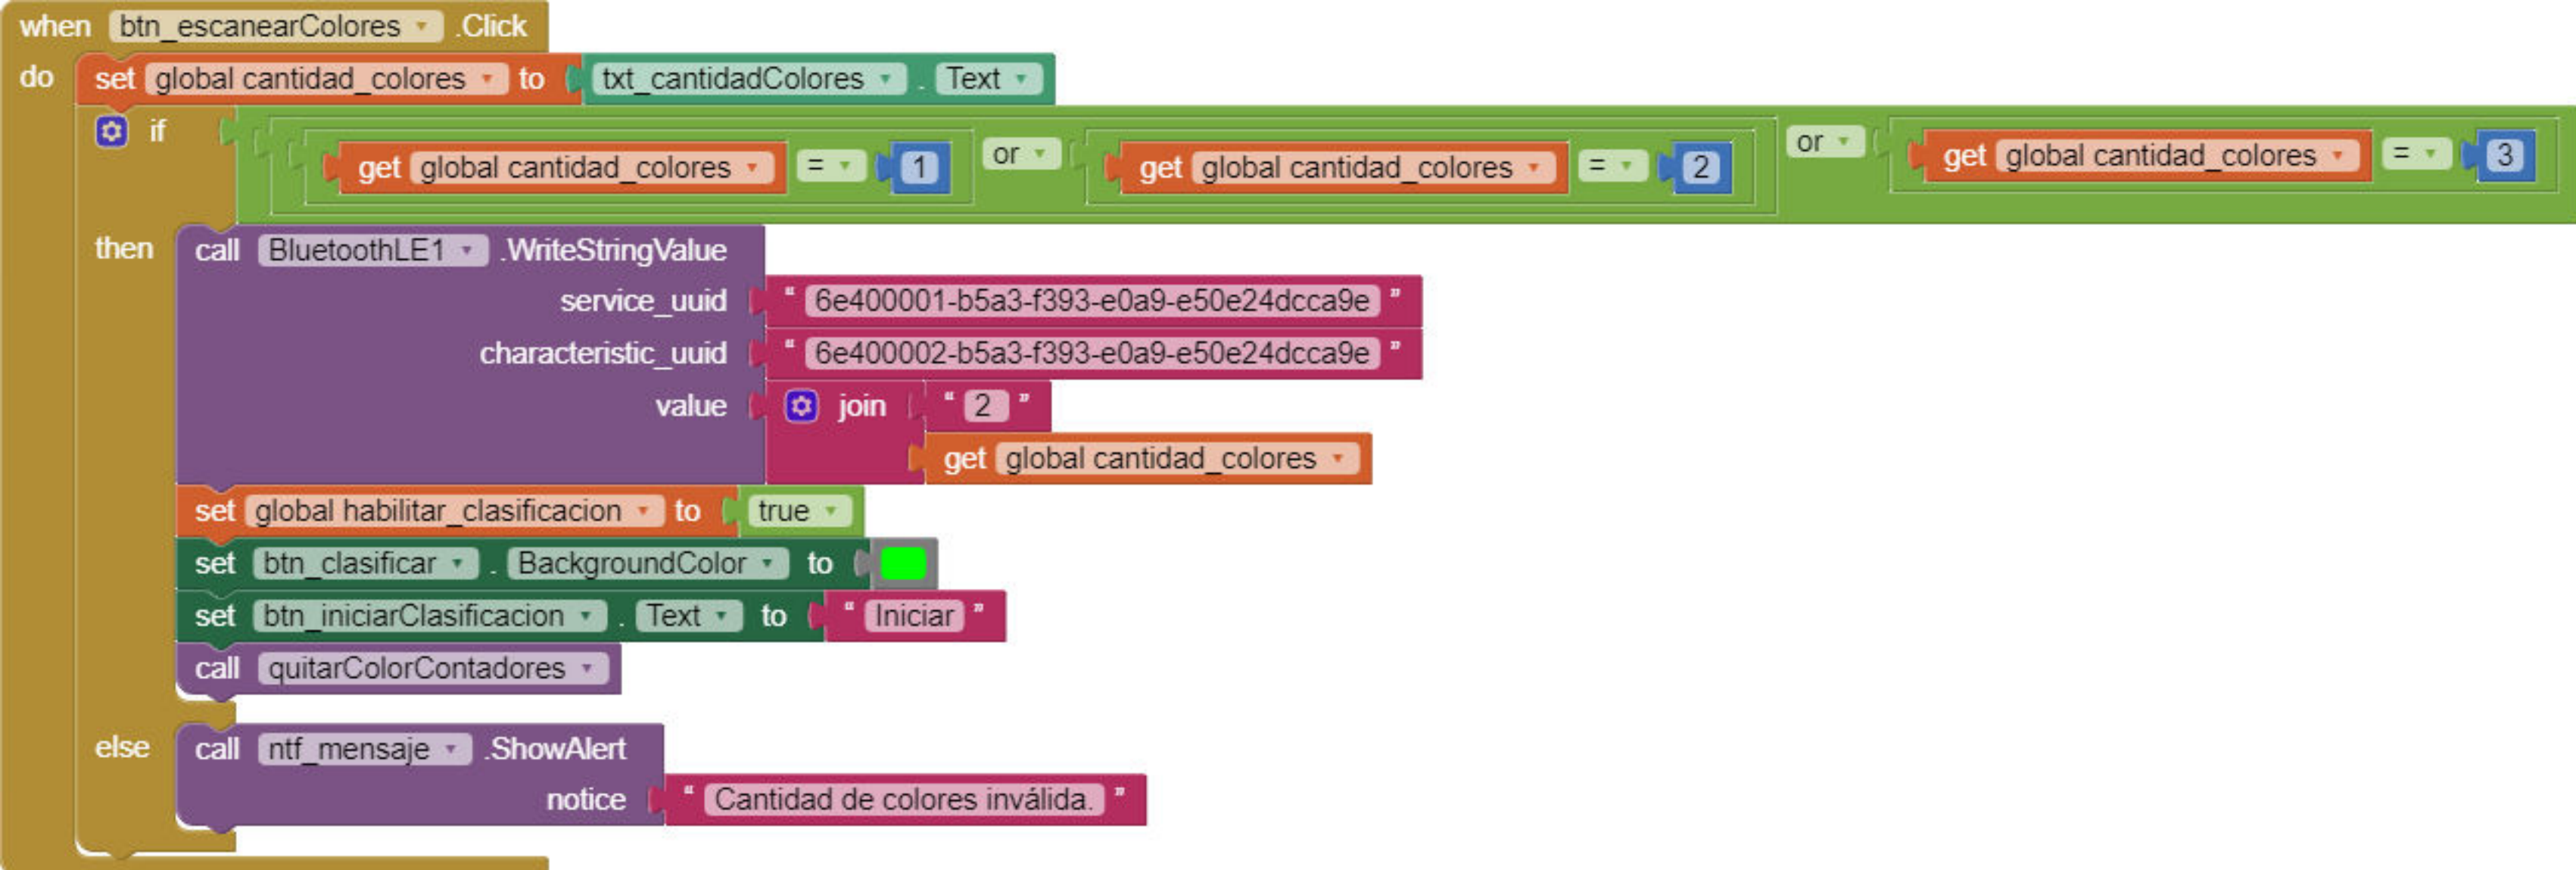 when btn_escanearColores .Click
do set global cantidad_colores to txt_cantidadColores . Text
if get global cantidad_colores = 1 or get global cantidad_colores = 2 or get global cantidad_colores = 3
then call BluetoothLE1 .WriteStringValue
service_uuid “ 6e400001-b5a3-f393-e0a9-e50e24dcca9e ”
characteristic_uuid “ 6e400002-b5a3-f393-e0a9-e50e24dcca9e ”
value join “ 2 ”
get global cantidad_colores
set global habilitar_clasificacion to true
set btn_clasificar . BackgroundColor to
set btn_iniciarClasificacion . Text to “ Iniciar ”
call quitarColorContadores
else call ntf_mensaje .ShowAlert
notice “ Cantidad de colores inválida. ”